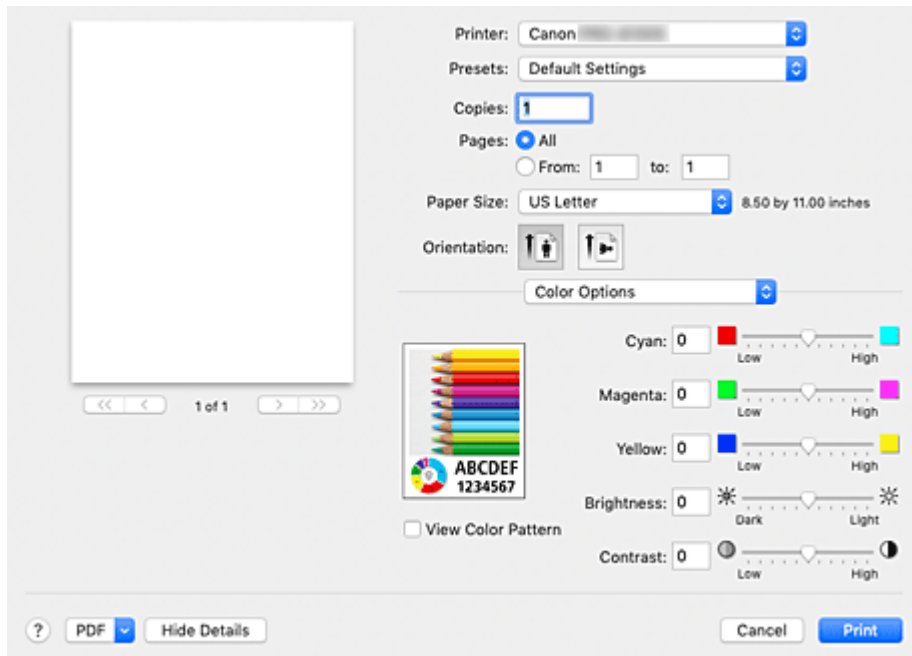 Printer: Canon
Presets: Default Settings
Copies: 1
Pages: All
From: 1 to: 1
Paper Size: US Letter 8.50 by 11.00 inches
Orientation:
Color Options
Cyan: 0
Low High
Magenta: 0
Low High
Yellow: 0
Low High
Brightness: 0
Dark Light
Contrast: 0
Low High
ABCDEF
1234567
View Color Pattern
<< < 1 of 1 > >>
? PDF Hide Details Cancel Print